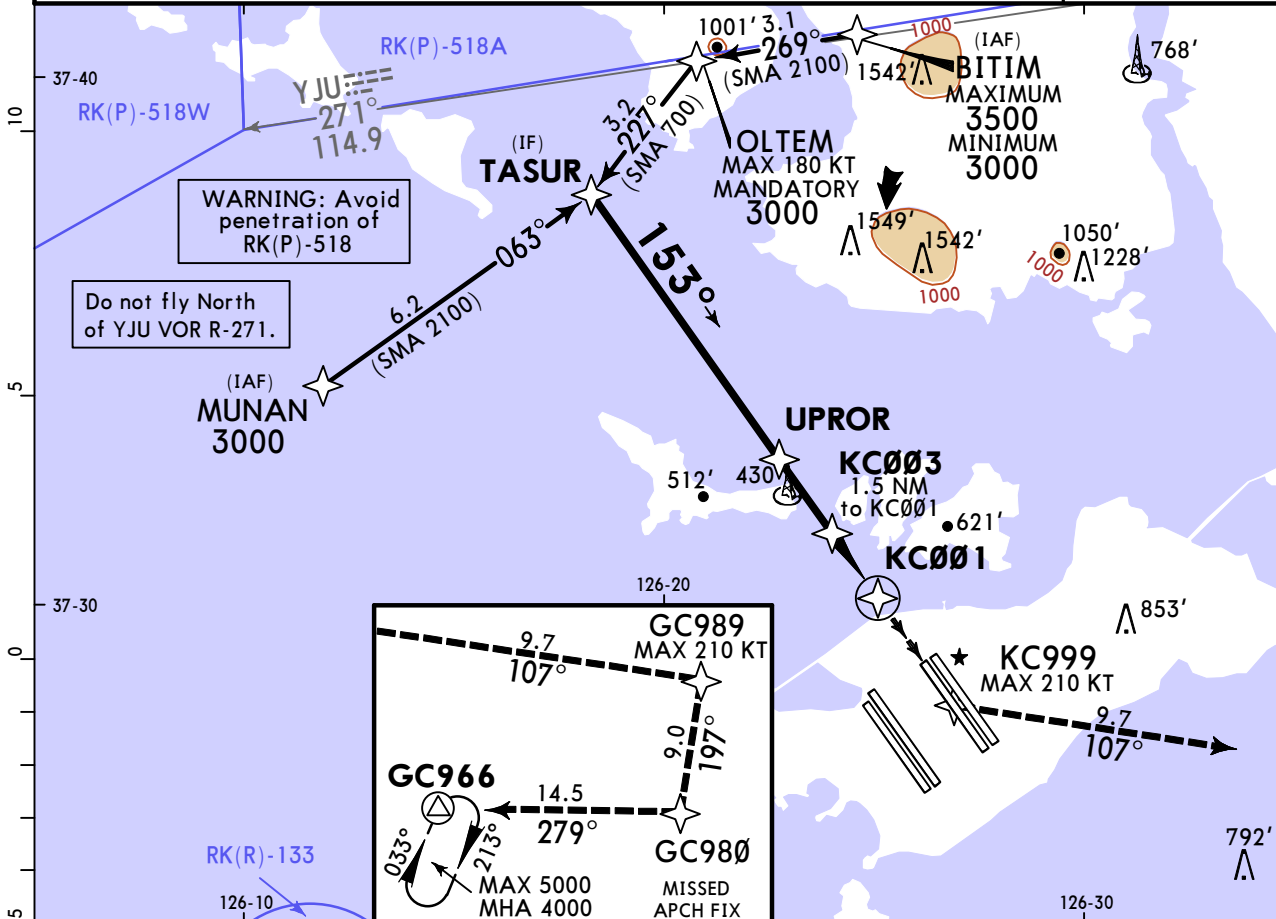 37-40
10
5
37-30
0
5
RK(P)-518A
RK(P)-518W
YJU
271°
114.9
WARNING: Avoid
penetration of
RK(P)-518
Do not fly North
of YJU VOR R-271.
1001'
3.1
269°
(SMA 2100)
1000
1542'
(IAF)
BITIM
MAXIMUM
3500
MINIMUM
3000
768'
3.2
227°
(SMA 700)
OLTEM
MAX 180 KT
MANDATORY
3000
(IF)
TASUR
063°
6.2
(SMA 2100)
(IAF)
MUNAN
3000
153°
1549'
1542'
1000
1050'
1000
1228'
UPROR
512'
430'
KCØØ3
1.5 NM
to KCØØ1
621'
KCØØ1
126-20
853'
KC999
MAX 210 KT
9.7
107°
792'
9.7
107°
GC989
MAX 210 KT
9.0
197°
GC966
14.5
279°
GC98Ø
033°
213°
MAX 5000
MHA 4000
MISSED
APCH FIX
RK(R)-133
126-10
126-30